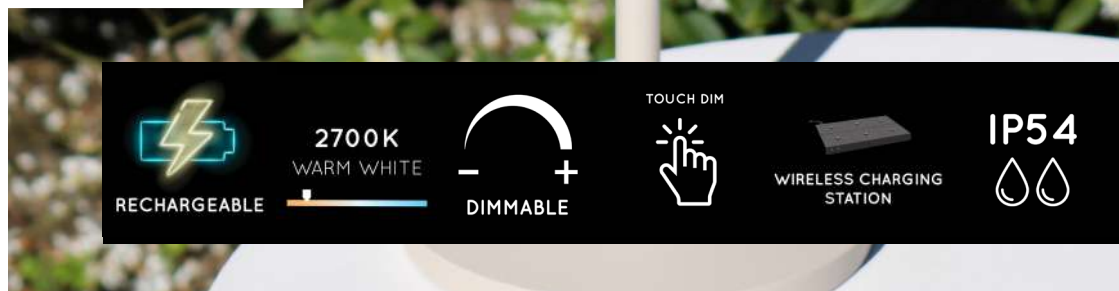 RECHARGEABLE
2700K
WARM WHITE
DIMMABLE
TOUCH DIM
WIRELESS CHARGING
STATION
IP54